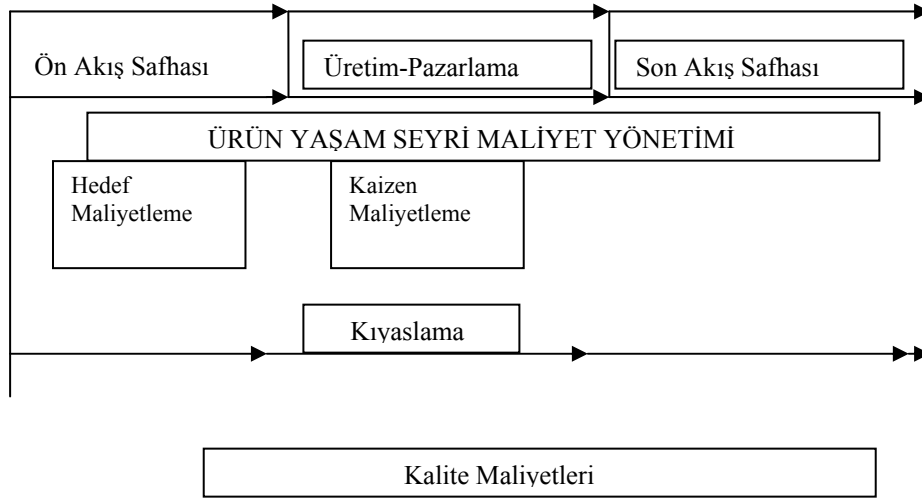 Ön Akış Safhası
Üretim-Pazarlama
Son Akış Safhası
ÜRÜN YAŞAM SEYRİ MALİYET YÖNETİMİ
Hedef
Maliyetleme
Kaizen
Maliyetleme
Kıyaslama
Kalite Maliyetleri